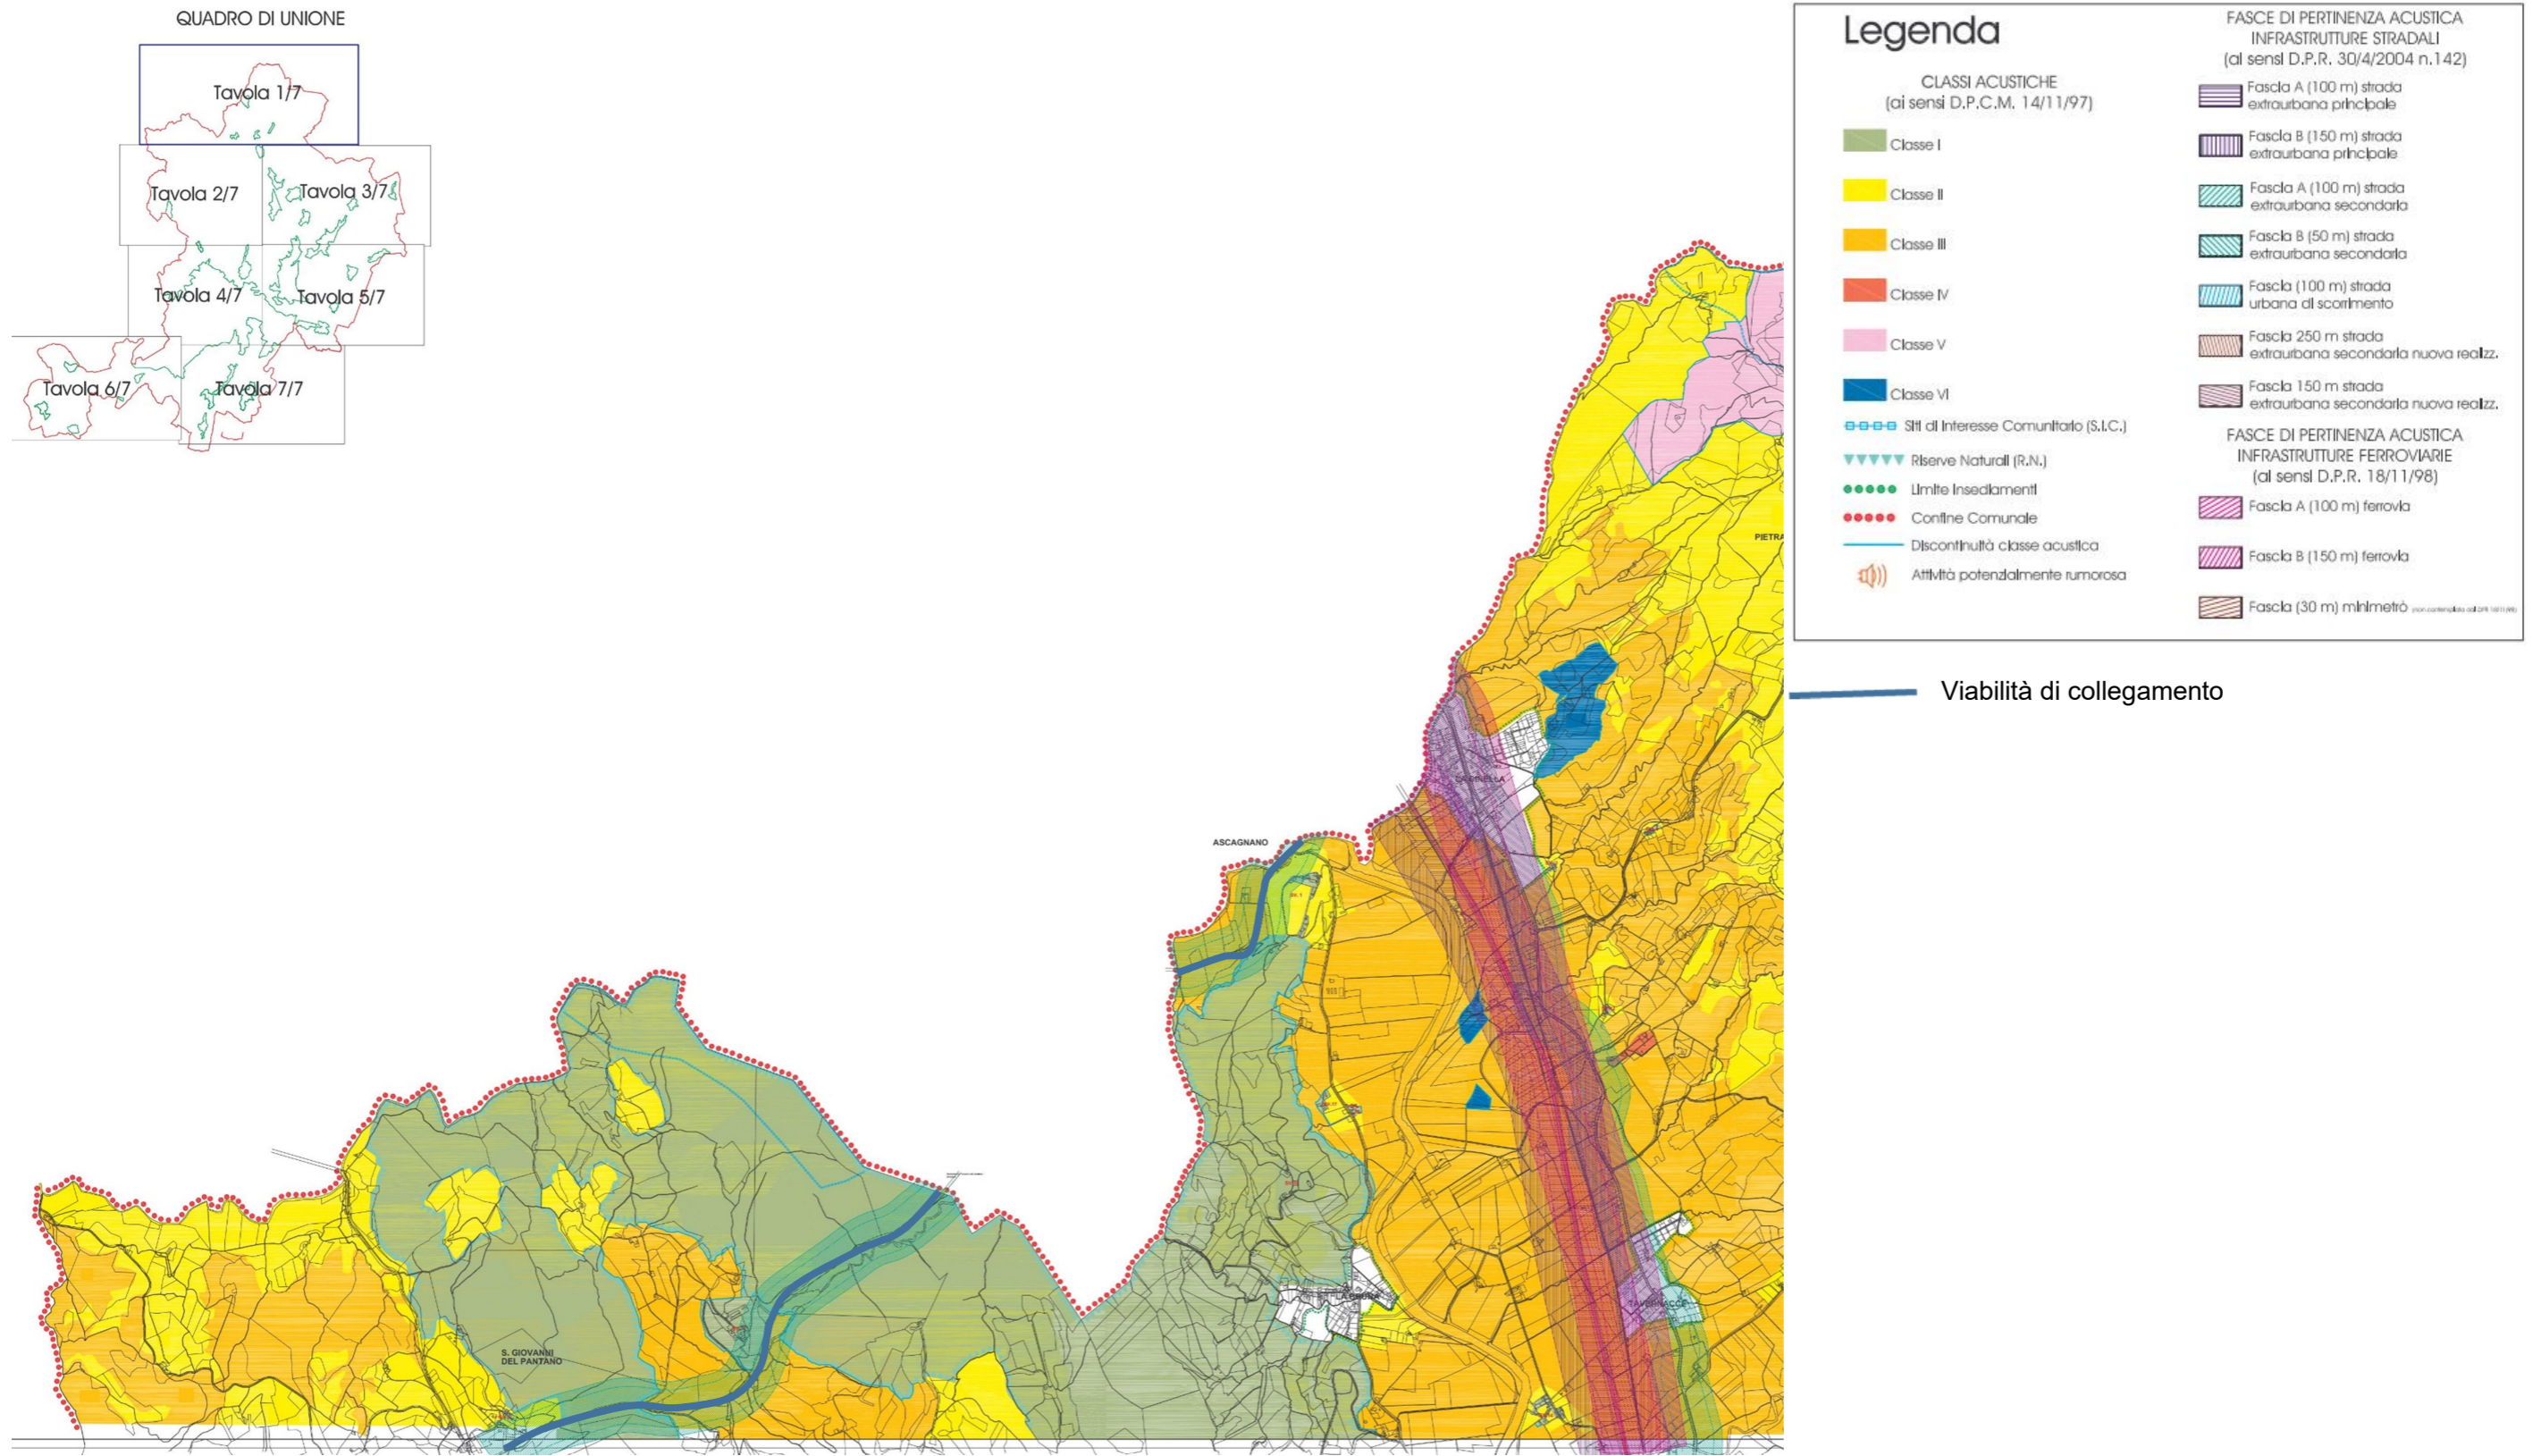 QUADRO DI UNIONE
Tavola 1/7
Tavola 2/7
Tavola 3/7
Tavola 4/7
Tavola 5/7
Tavola 6/7
Tavola 7/7
Legenda
CLASSI ACUSTICHE
(ai sensi D.P.C.M. 14/11/97)
Classe I
Classe II
Classe III
Classe IV
Classe V
Classe VI
Siti di Interesse Comunitario (S.I.C.)
Riserve Naturali (R.N.)
Limite Insediamenti
Confine Comunale
Discontinuità classe acustica
Attività potenzialmente rumorosa
FASCE DI PERTINENZA ACUSTICA
INFRASTRUTTURE STRADALI
(ai sensi D.P.R. 30/4/2004 n.142)
Fascia A (100 m) strada
extraurbana principale
Fascia B (150 m) strada
extraurbana principale
Fascia A (100 m) strada
extraurbana secondaria
Fascia B (50 m) strada
extraurbana secondaria
Fascia (100 m) strada
urbana di scorrimento
Fascia 250 m strada
extraurbana secondaria nuova realizz.
Fascia 150 m strada
extraurbana secondaria nuova realizz.
FASCE DI PERTINENZA ACUSTICA
INFRASTRUTTURE FERROVIARIE
(ai sensi D.P.R. 18/11/98)
Fascia A (100 m) ferrovia
Fascia B (150 m) ferrovia
Fascia (30 m) minimetrò
Viabilità di collegamento
PIETRA
ASCAGNANO
TAVERNACCE
S. GIOVANNI
DEL PANTANO